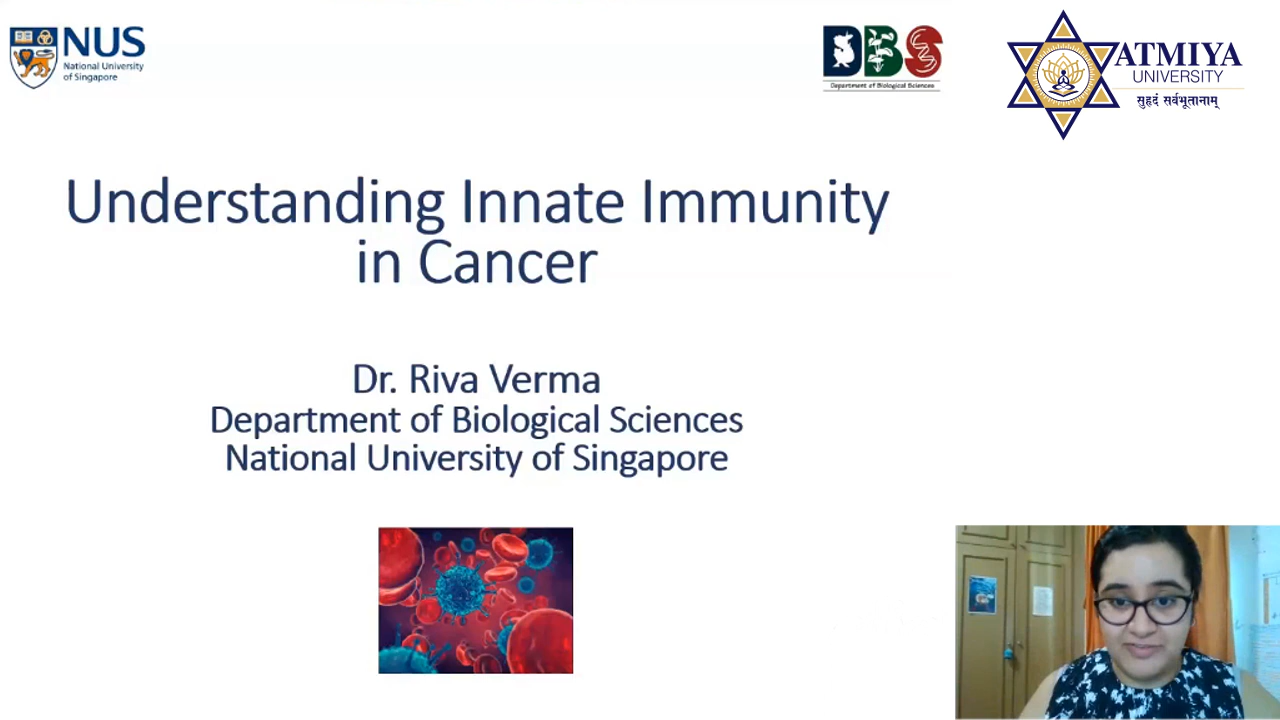 NUS
National University
of Singapore
DBS
Department of Biological Sciences
ATMIYA
UNIVERSITY
सुहृदं सर्वभूतानाम्
Understanding Innate Immunity
in Cancer
Dr. Riva Verma
Department of Biological Sciences
National University of Singapore